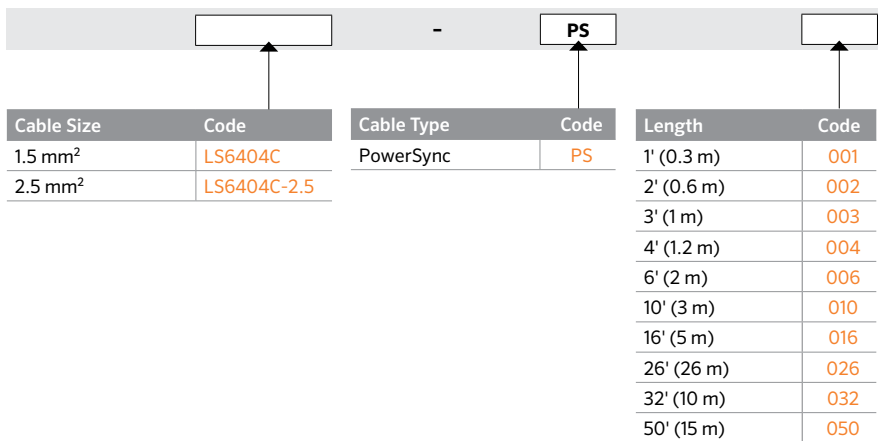 - PS
Cable Size Code
1.5 mm² LS6404C
2.5 mm² LS6404C-2.5
Cable Type Code
PowerSync PS
Length Code
1' (0.3 m) 001
2' (0.6 m) 002
3' (1 m) 003
4' (1.2 m) 004
6' (2 m) 006
10' (3 m) 010
16' (5 m) 016
26' (26 m) 026
32' (10 m) 032
50' (15 m) 050